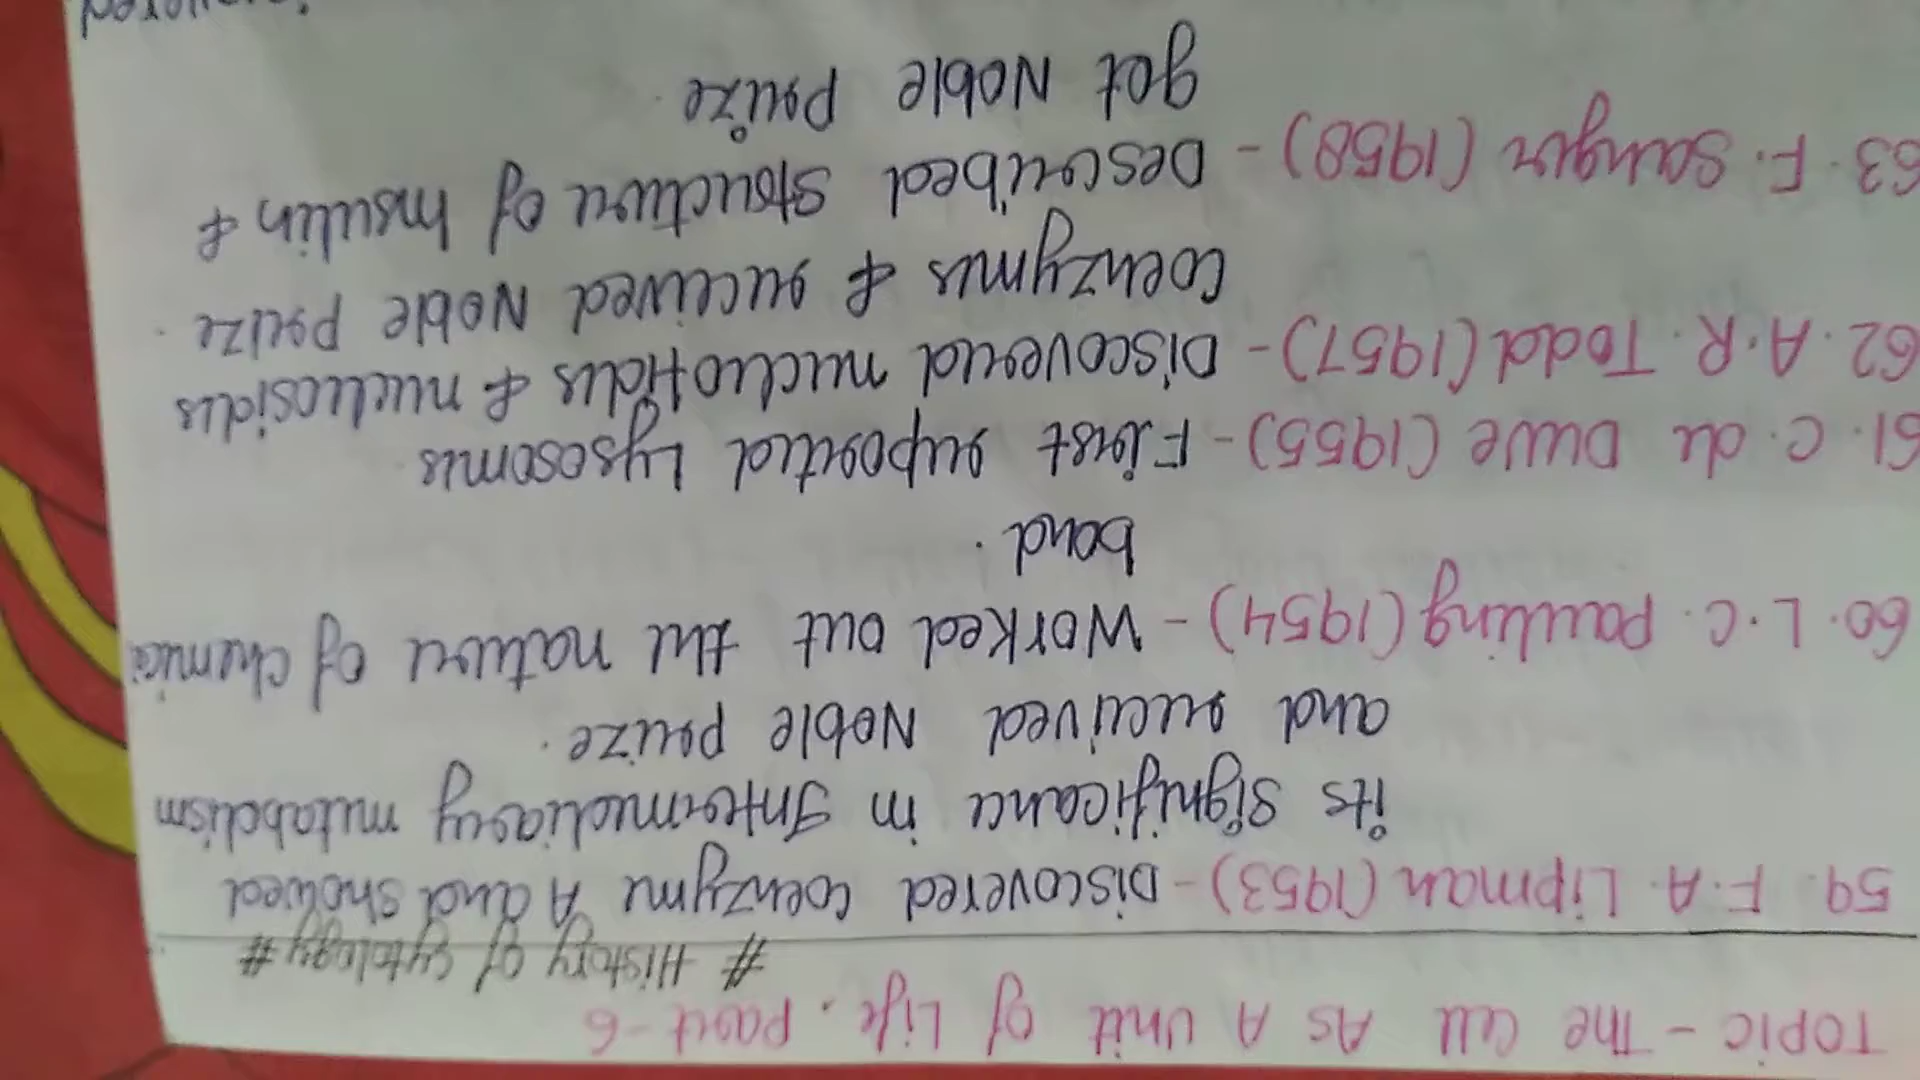 Topic - The Cell As A Unit Of Life. Part-6
# History of Cytology #
59. F.A. Lipman (1953) - Discovered coenzyme A and showed
its significance in Intermediary metabolism
and received Noble prize.
60. L.C. Pauling (1954) - Worked out the nature of chemica
bond.
61. C. de Duve (1955) - First reported Lysosomes.
62. A.R. Todd (1957) - Discovered nucleotides & nucleosides
coenzymes & received Noble prize.
63. F. Sanger (1958) - Described structure of Insulin &
got Noble Prize.